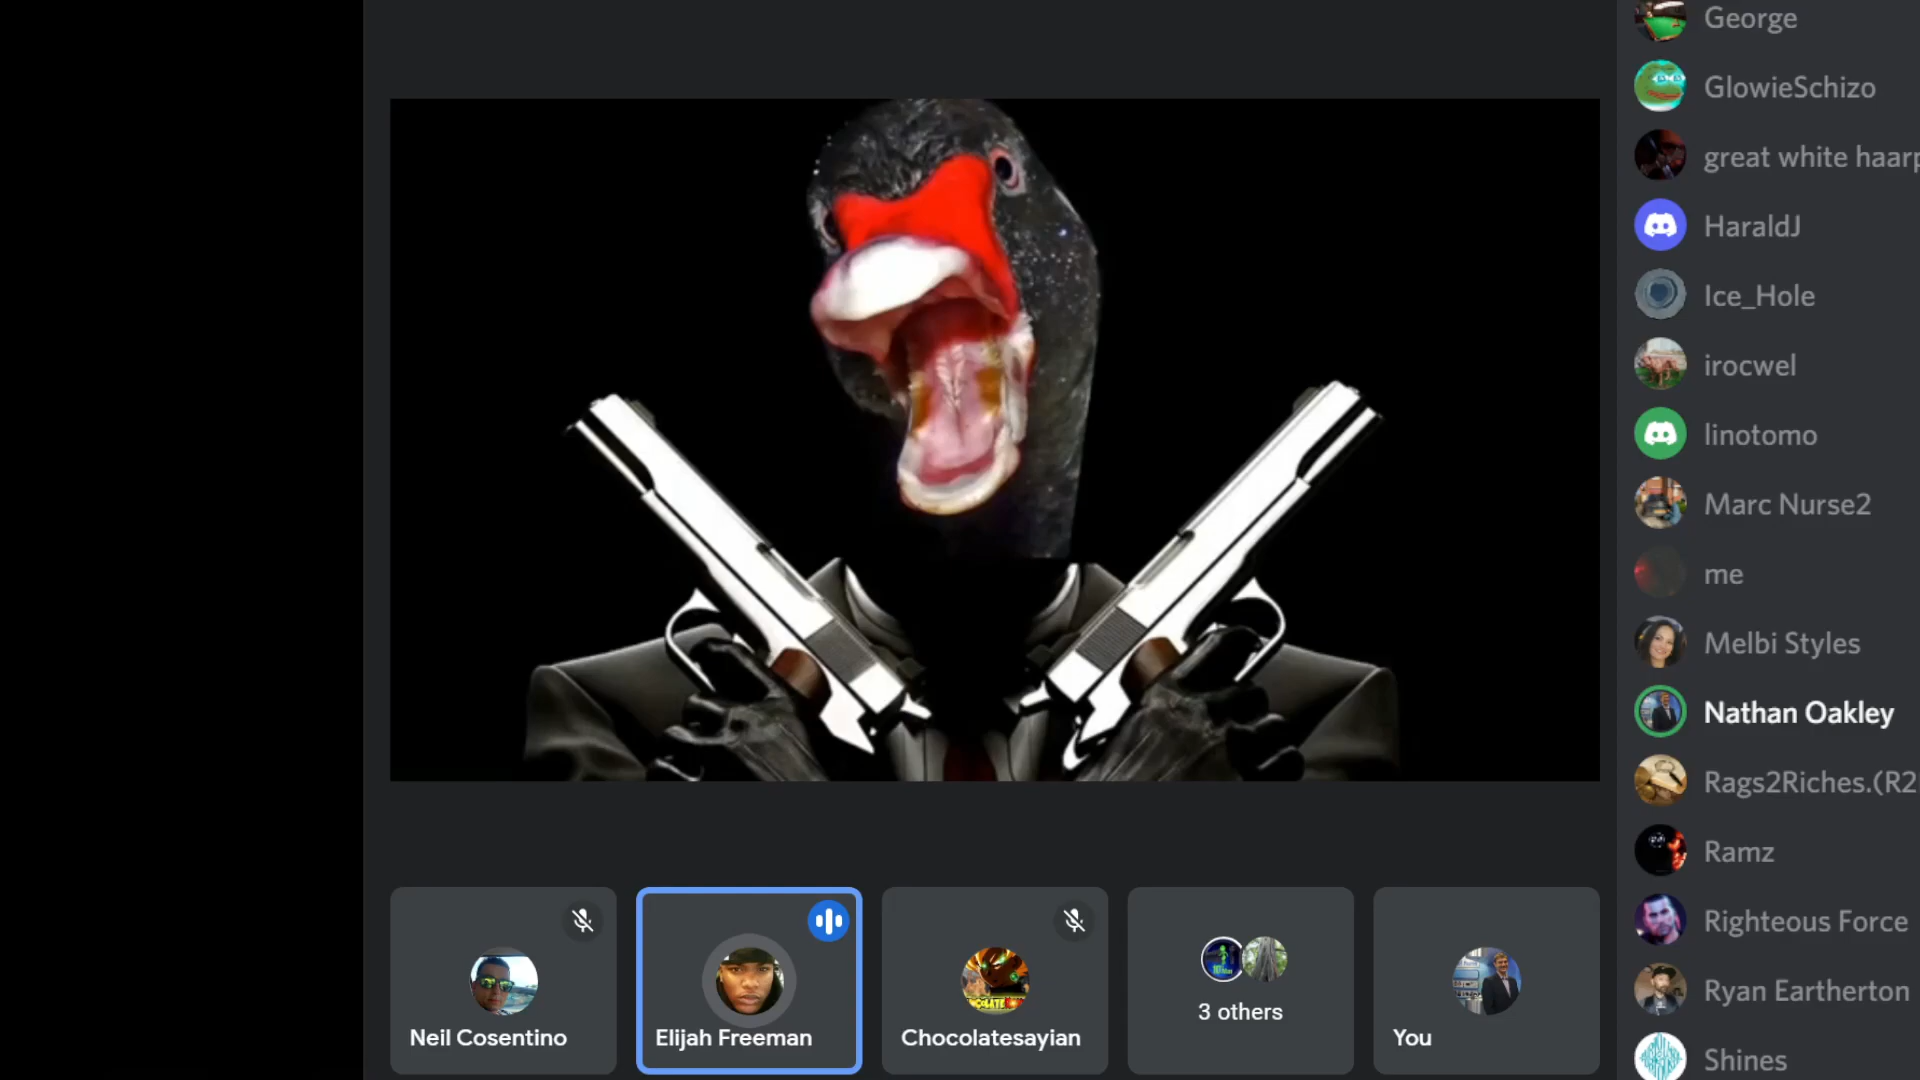 George
GlowieSchizo
great white haarp
HaraldJ
Ice_Hole
irocwel
linotomo
Marc Nurse2
me
Melbi Styles
Nathan Oakley
Rags2Riches.(R2
Ramz
Righteous Force
Ryan Eartherton
Shines
Neil Cosentino
Elijah Freeman
Chocolatesayian
3 others
You